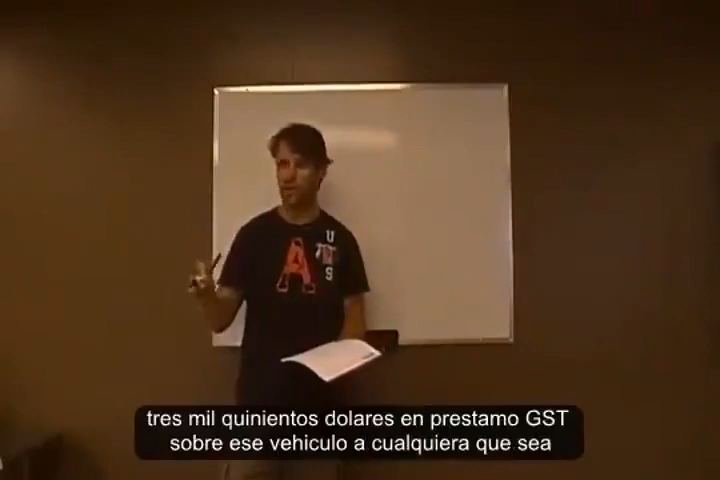 U
A
S
tres mil quinientos dolares en prestamo GST
sobre ese vehiculo a cualquiera que sea